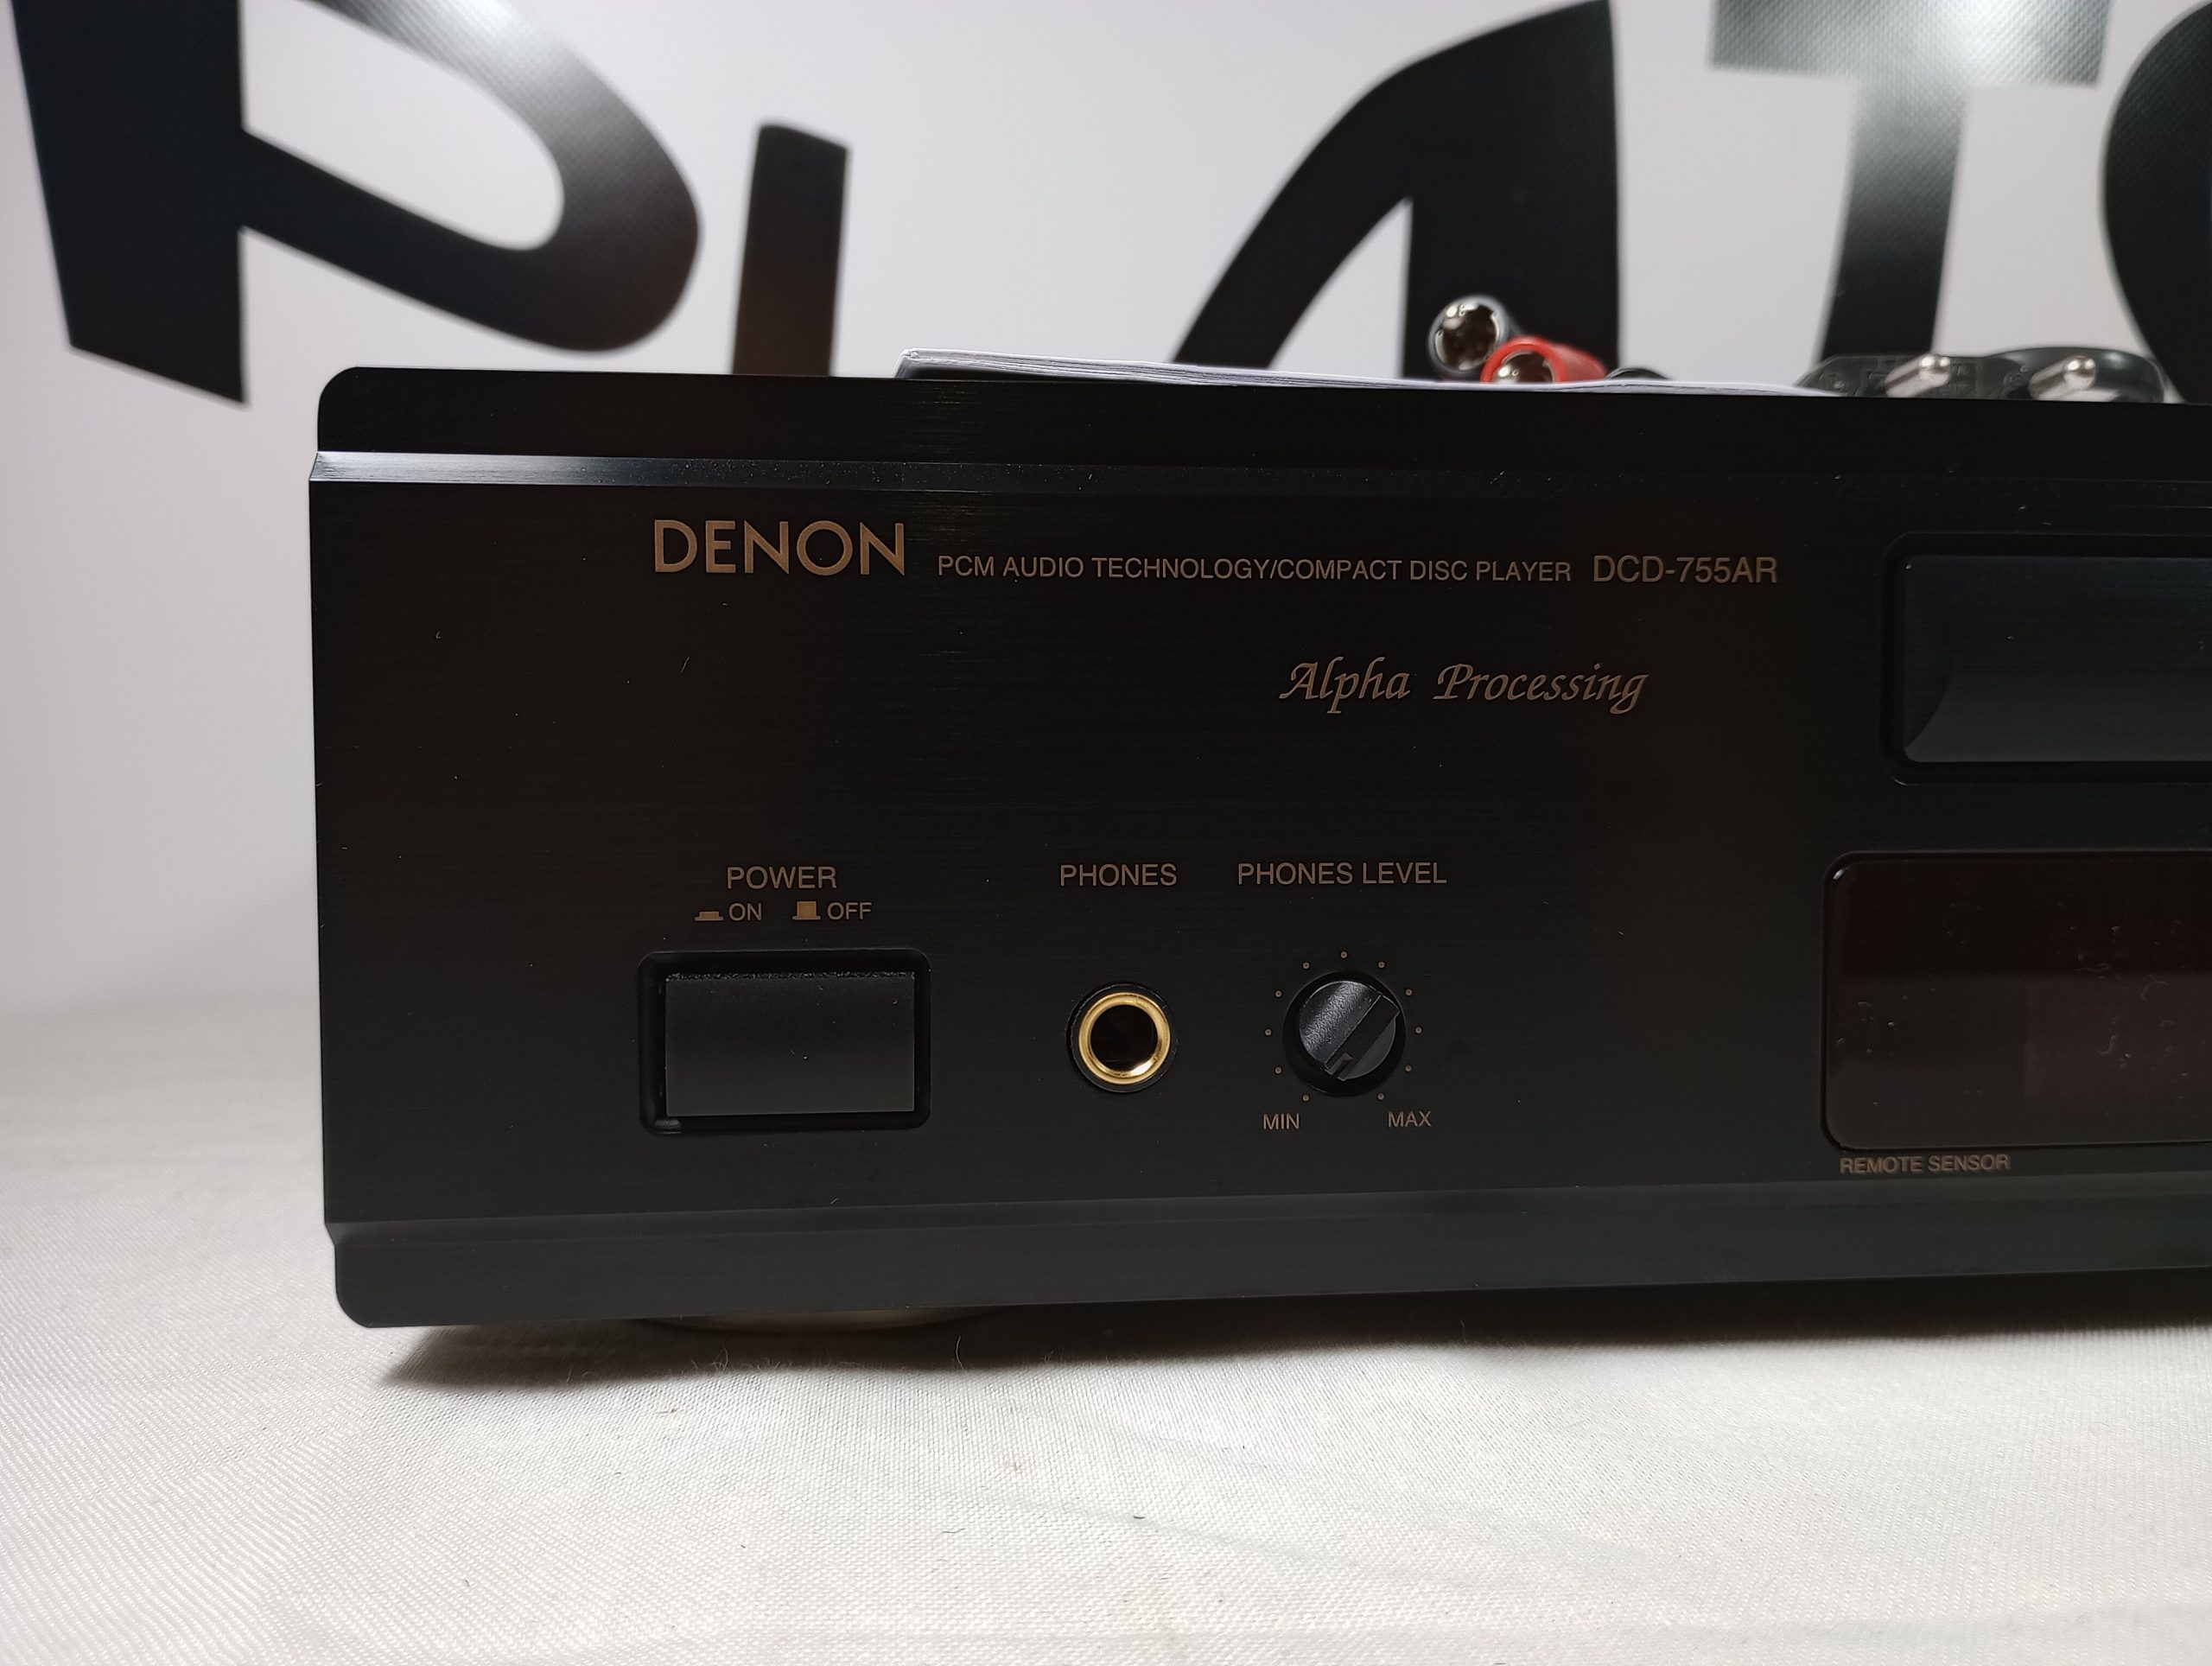 DENON PCM AUDIO TECHNOLOGY/COMPACT DISC PLAYER DCD-755AR
Alpha Processing
POWER
ON OFF
PHONES
PHONES LEVEL
MIN MAX
REMOTE SENSOR